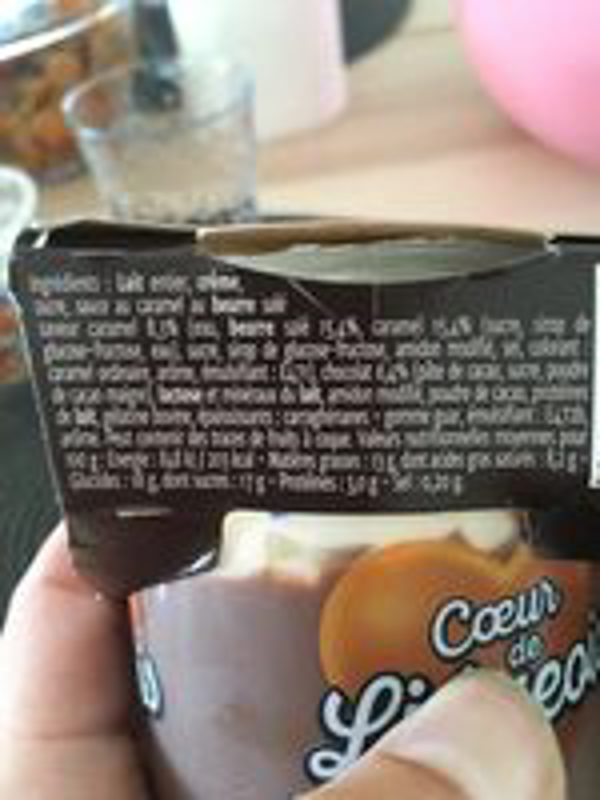 Ingrédients : Lait entier, crème,
sucre, sauce au caramel au beurre salé
saveur caramel 8,5% (eau, beurre salé 15,4%, caramel 15,4% (sucre, sirop de
glucose-fructose, eau), sucre, sirop de glucose-fructose, amidon modifié, sel, colorant :
caramel ordinaire, arôme, émulsifiant : E471), chocolat (pâte de cacao, sucre, poudre
de cacao maigre), lactose et minéraux du lait, amidon modifié, poudre de cacao, protéines
de lait, gélatine bovine, épaississants : carraghénanes - gomme guar, émulsifiant : E472b,
arôme. Peut contenir des traces de fruits à coque. Valeurs nutritionnelles moyennes pour
100 g : Énergie : kJ / kcal - Matières grasses : 13 g, dont acides gras saturés : g -
Glucides : g, dont sucres : 17 g - Protéines : 3,0 g - Sel : 0,20 g
Cœur
de